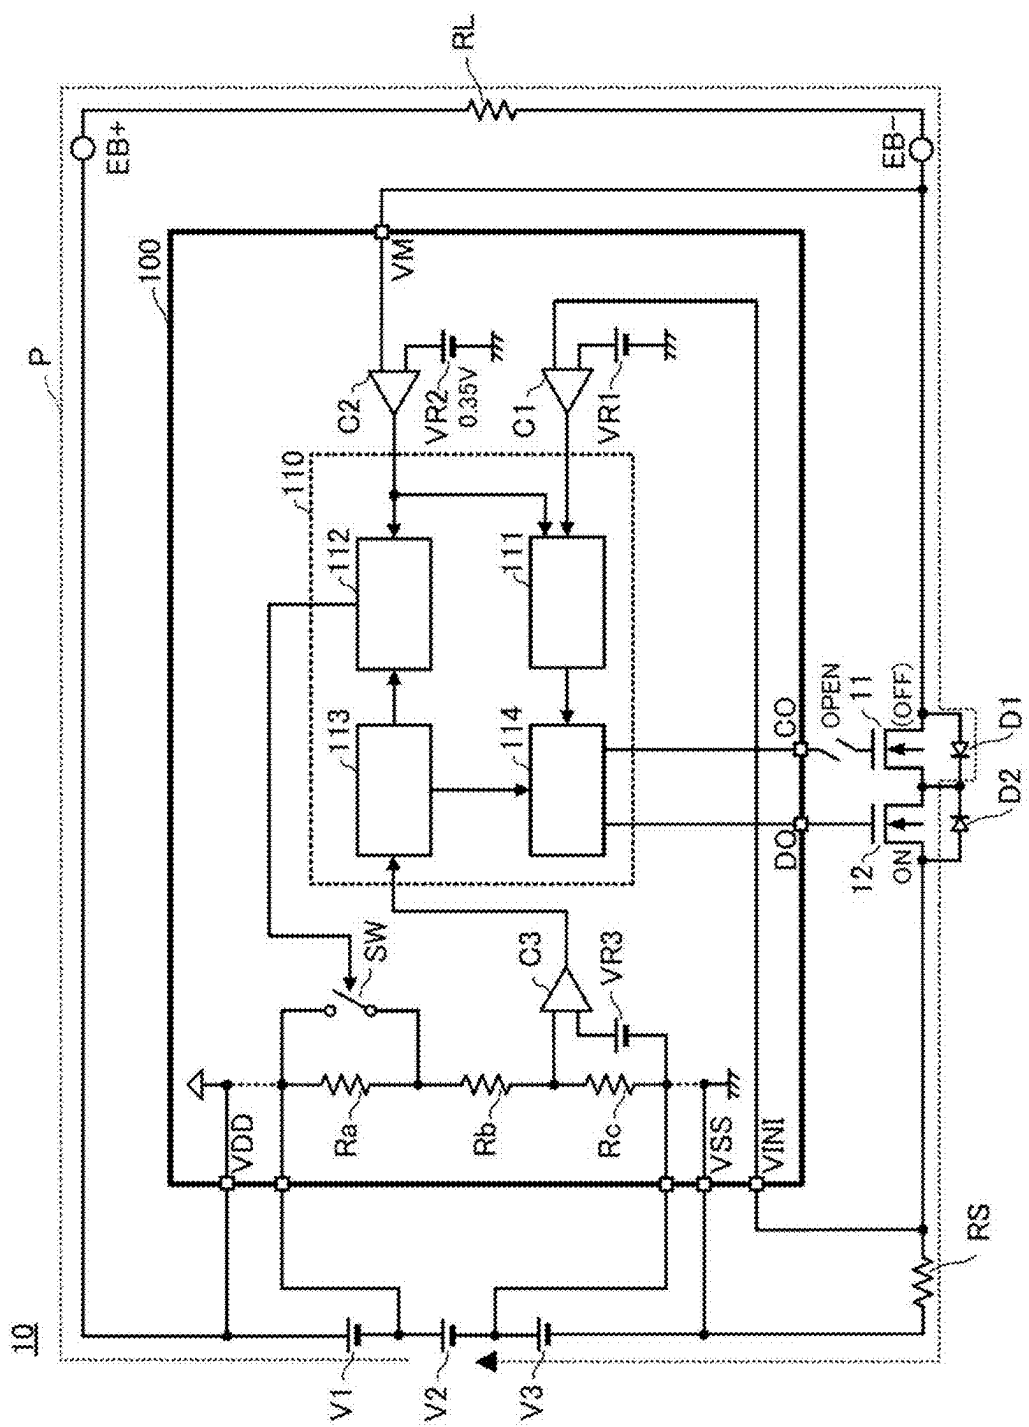 10
P
100
RL
EB+
EB−
VM
C2
VR2
0.35V
C1
VR1
110
112
111
113
114
SW
C3
VR3
VDD
Ra
Rb
Rc
VSS
VINI
DO
CO
OPEN
11
(OFF)
12
ON
D1
D2
RS
V1
V2
V3